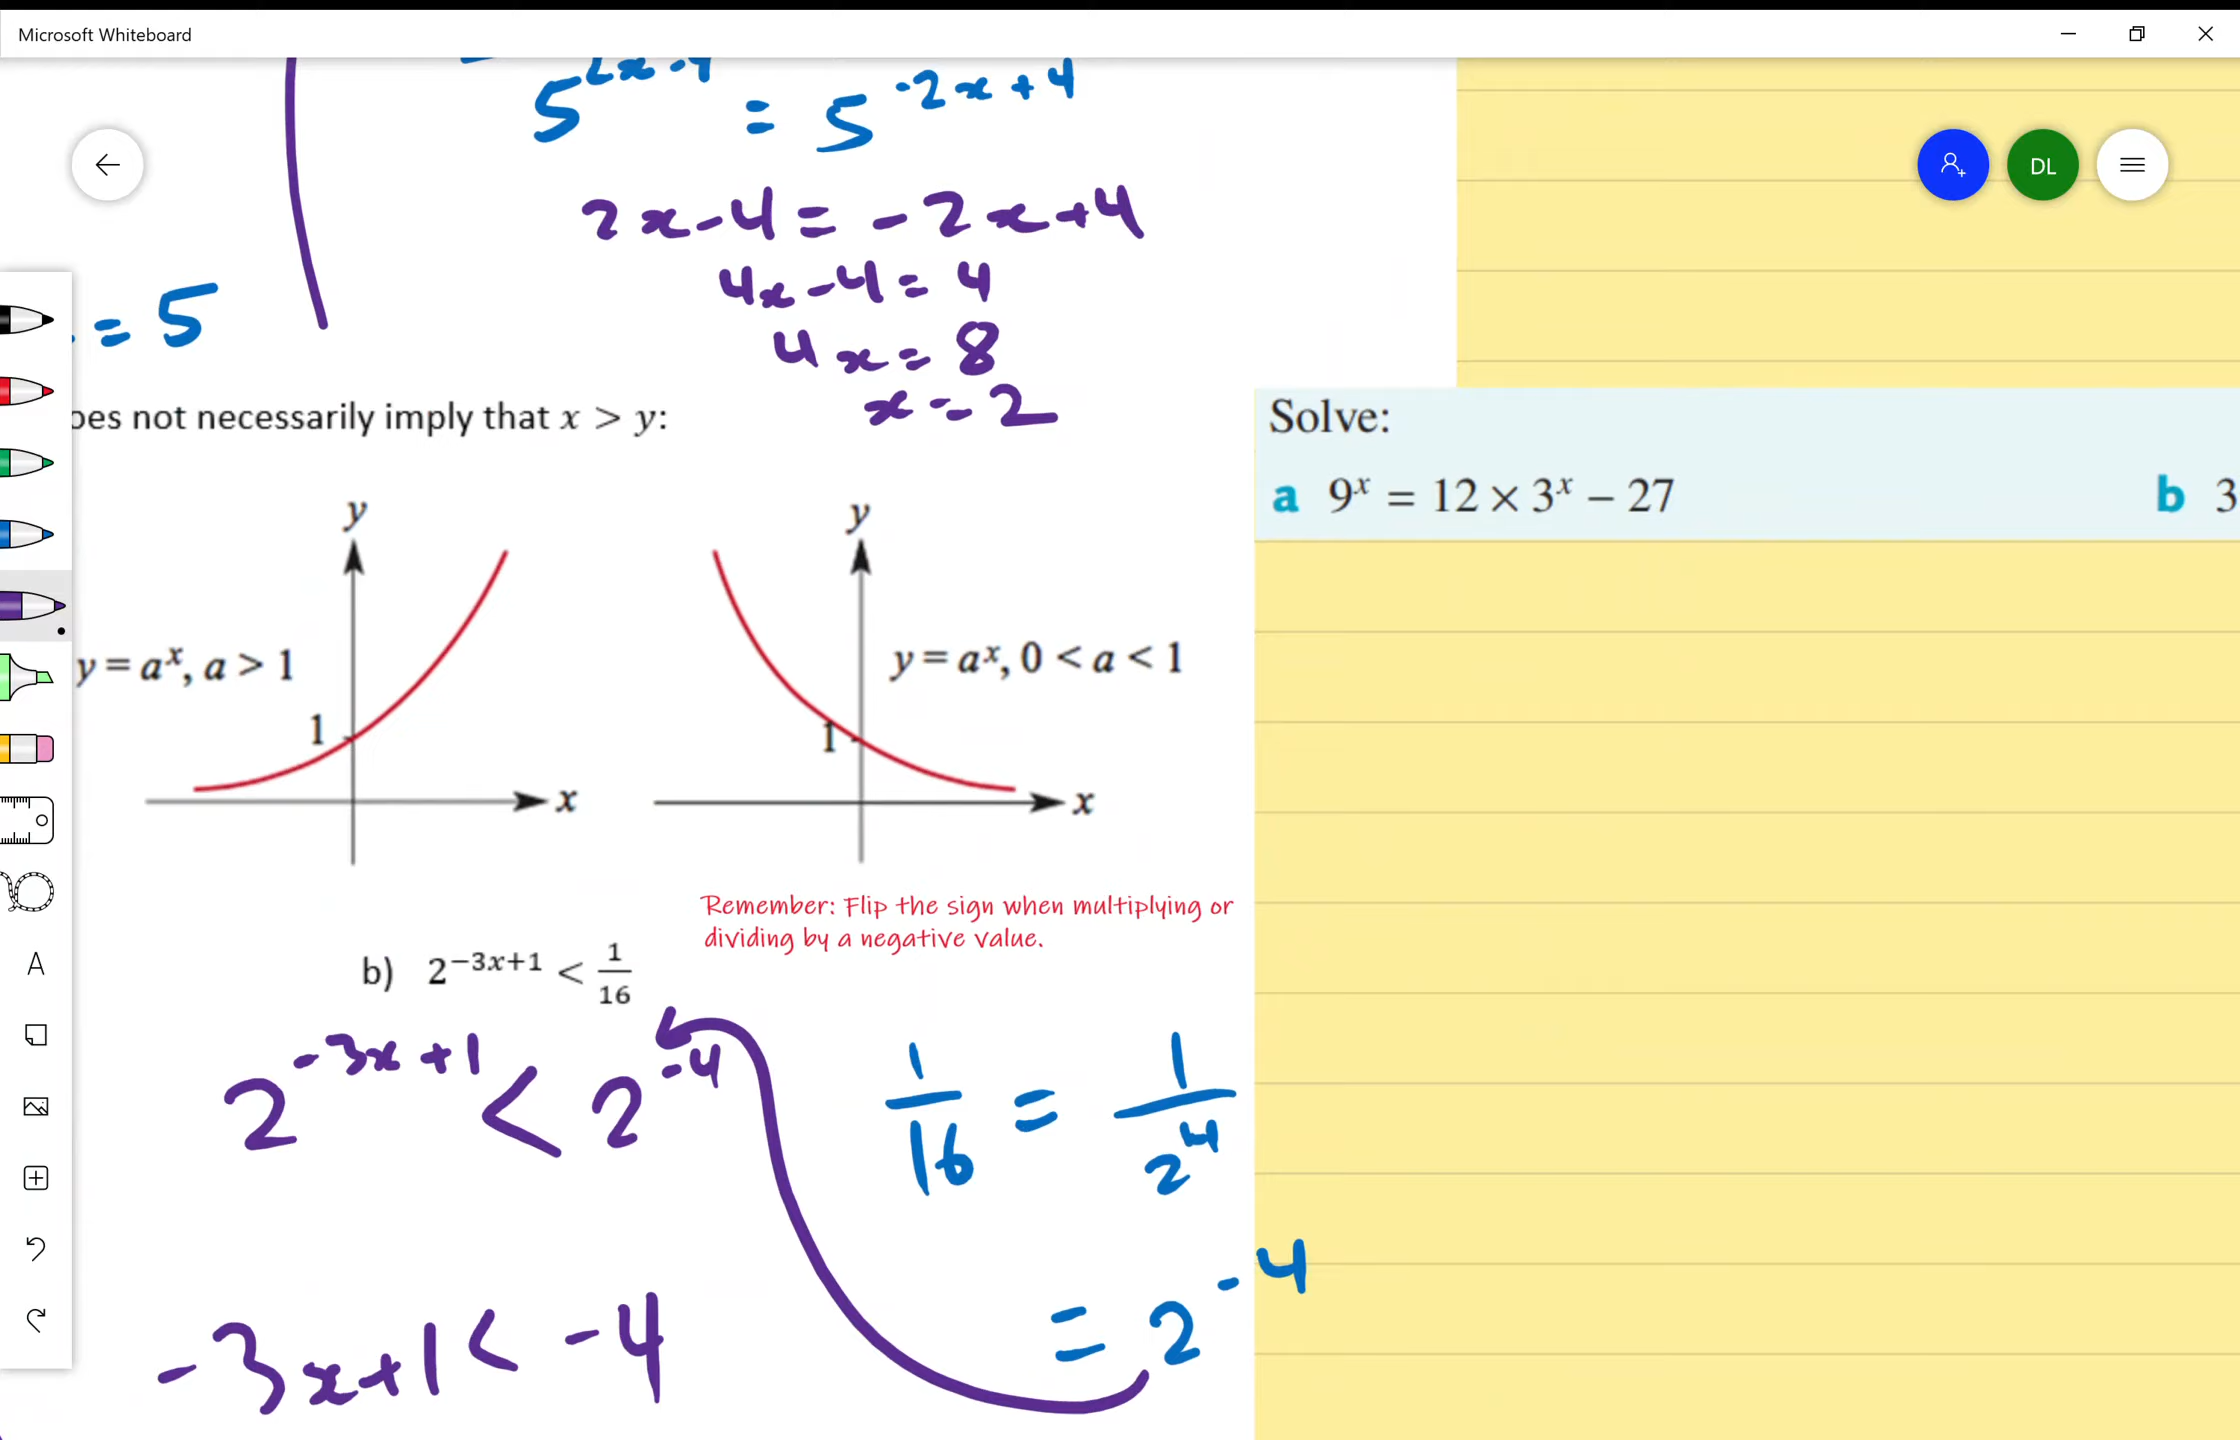 Microsoft Whiteboard
5^{2x-4} = 5^{-2x+4}
DL
2x-4 = -2x+4
4x-4 = 4
= 5
4x = 8
x = 2
oes not necessarily imply that x > y:
Solve:
a 9^x = 12 × 3^x − 27
b 3
y
y
y = a^x, a > 1
y = a^x, 0 < a < 1
1
1
x
x
Remember: Flip the sign when multiplying or
dividing by a negative value.
b) 2^{−3x+1} < 1/16
2^{-3x+1} < 2^{-4}
1/16 = 1/2^4
= 2^{-4}
-3x+1 < -4
A